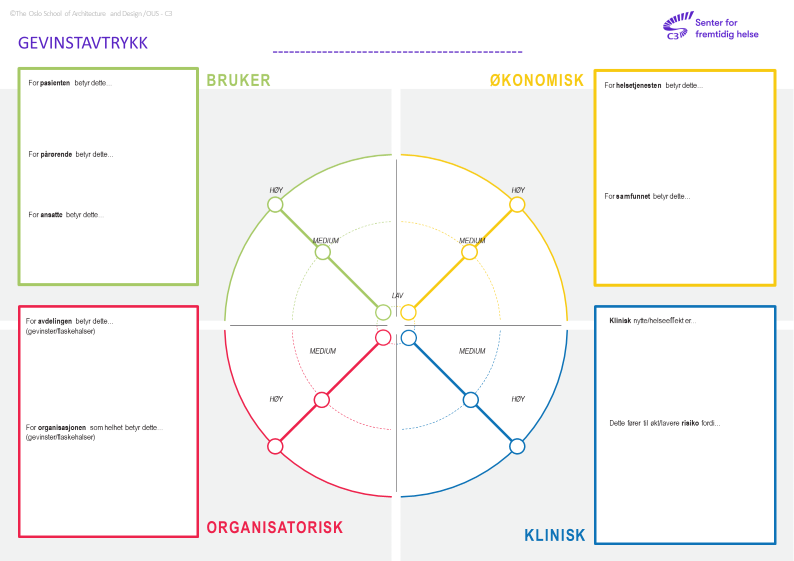 ©The Oslo School of Architecture and Design /OUS - C3
C3
Senter for
fremtidig helse
GEVINSTAVTRYKK
BRUKER
ØKONOMISK
For pasienten betyr dette...
For pårørende betyr dette...
For ansatte betyr dette...
For helsetjenesten betyr dette...
For samfunnet betyr dette...
HØY
HØY
MEDIUM
MEDIUM
LAV
MEDIUM
MEDIUM
HØY
HØY
For avdelingen betyr dette...
(gevinster/flaskehalser)
For organisasjonen som helhet betyr dette...
(gevinster/flaskehalser)
Klinisk nytte/helseeffekt er...
Dette fører til økt/lavere risiko fordi...
ORGANISATORISK
KLINISK